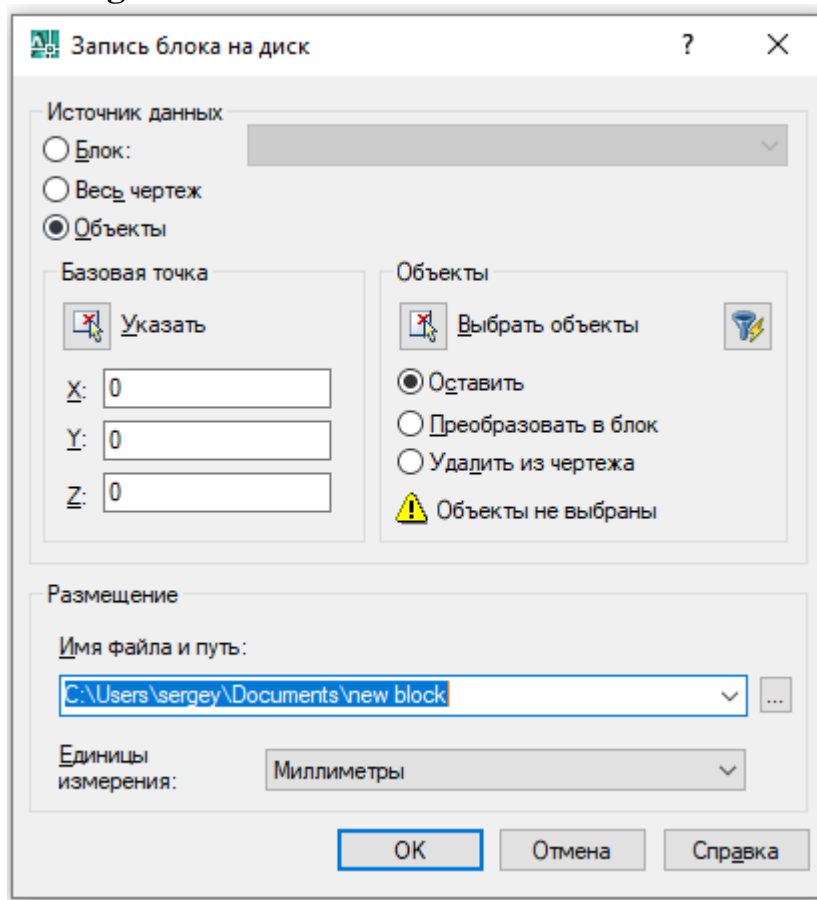 Запись блока на диск
Источник данных
Блок:
Весь чертеж
Объекты
Базовая точка
Указать
X: 0
Y: 0
Z: 0
Объекты
Выбрать объекты
Оставить
Преобразовать в блок
Удалить из чертежа
Объекты не выбраны
Размещение
Имя файла и путь:
C:\Users\sergey\Documents\new block
...
Единицы
измерения:
Миллиметры
OK Отмена Справка